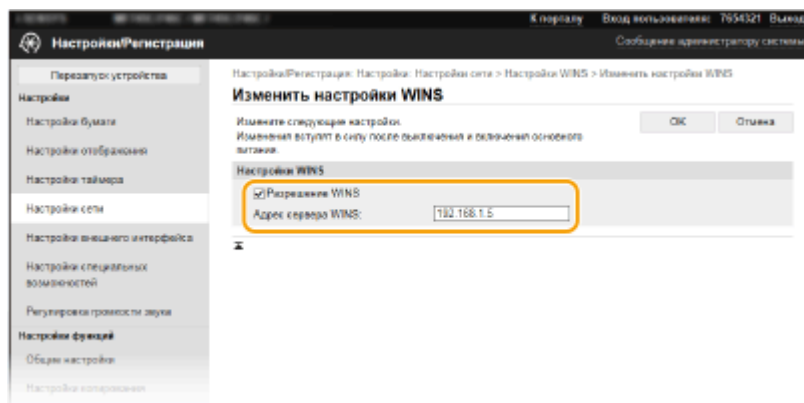 К порталу Вход пользователя: 7654321 Выход
Настройки/Регистрация
Сообщение администратору системы
Перезапуск устройства
Настройки
Настройки бумаги
Настройки отображения
Настройки таймера
Настройки сети
Настройки внешнего интерфейса
Настройки специальных
возможностей
Регулировка громкости звука
Настройки функций
Общие настройки
Настройки копирования
Настройки/Регистрация: Настройки: Настройки сети > Настройки WINS > Изменить настройки WINS
Изменить настройки WINS
Измените следующие настройки.
Изменения вступят в силу после выключения и включения основного
питания.
OK Отмена
Настройки WINS
Разрешение WINS
Адрес сервера WINS: 192.168.1.5